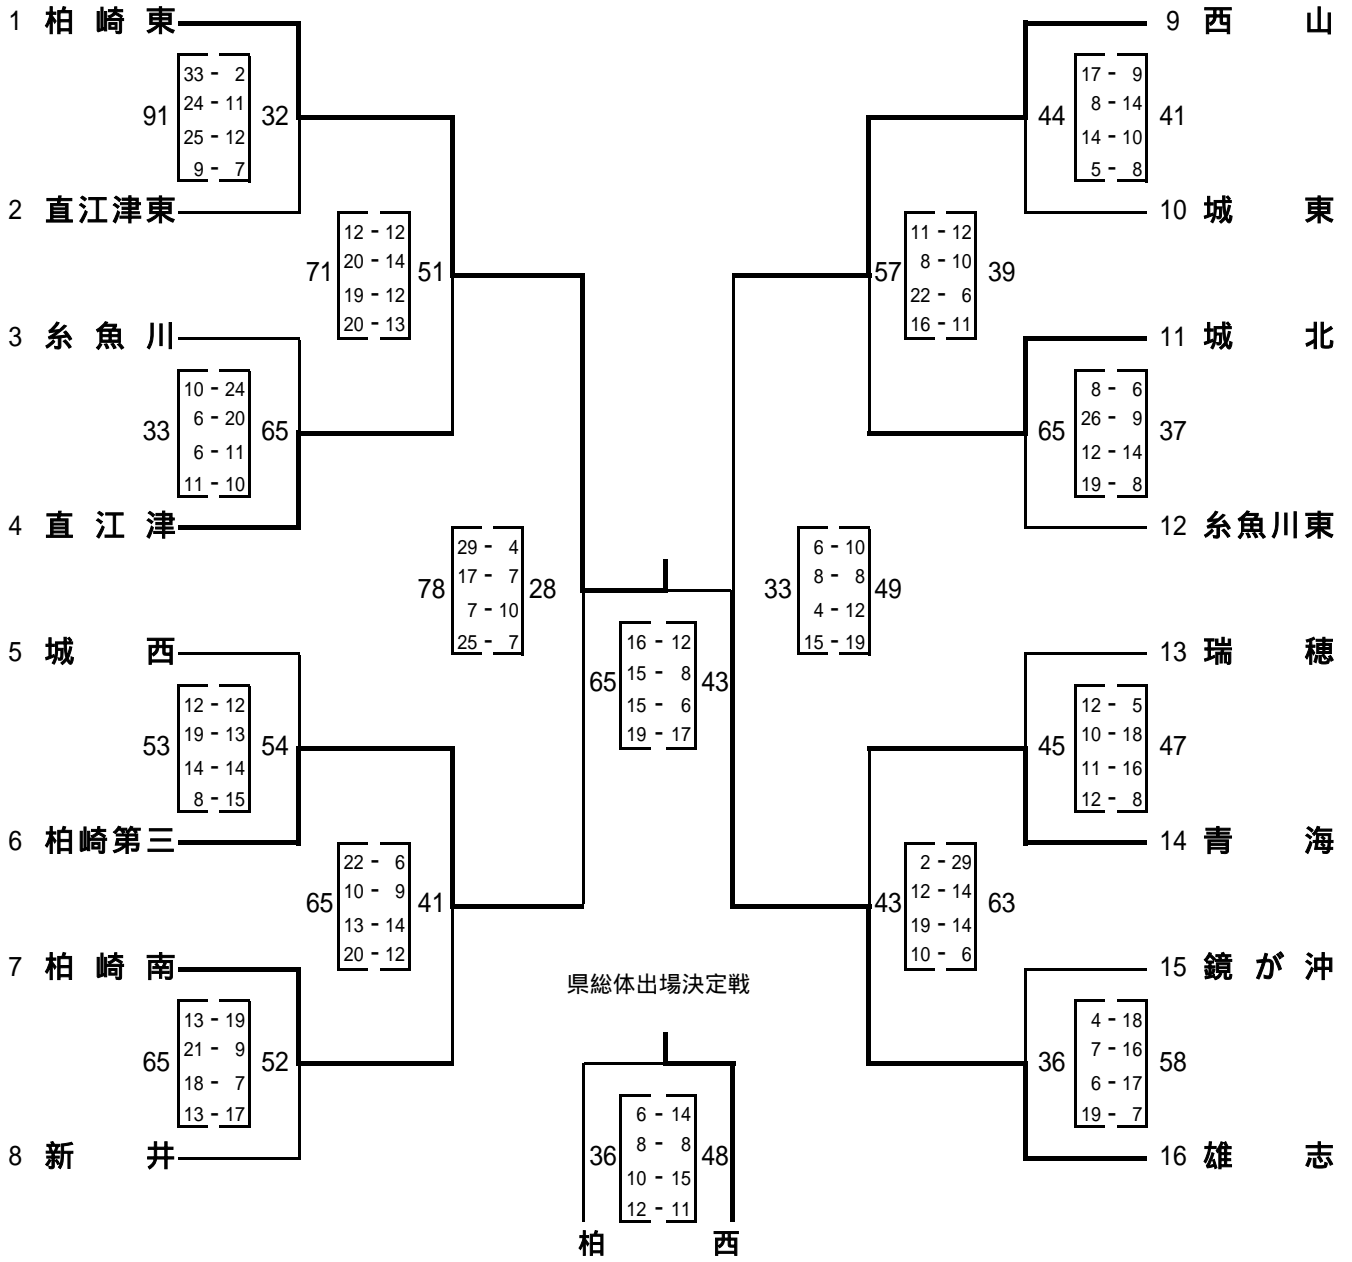 1 柏崎東
33 - 2
91 24 - 11 32
25 - 12
9 - 7
2 直江津東
12 - 12
71 20 - 14 51
19 - 12
20 - 13
3 糸魚川
10 - 24
33 6 - 20 65
6 - 11
11 - 10
4 直江津
29 - 4
78 17 - 7 28
7 - 10
25 - 7
5 城西
12 - 12
53 19 - 13 54
14 - 14
8 - 15
6 柏崎第三
22 - 6
65 10 - 9 41
13 - 14
20 - 12
7 柏崎南
13 - 19
65 21 - 9 52
18 - 7
13 - 17
8 新井
16 - 12
65 15 - 8 43
15 - 6
19 - 17
県総体出場決定戦
6 - 14
36 8 - 8 48
10 - 15
12 - 11
柏 西
9 西山
17 - 9
44 8 - 14 41
14 - 10
5 - 8
10 城東
11 - 12
57 8 - 10 39
22 - 6
16 - 11
11 城北
8 - 6
65 26 - 9 37
12 - 14
19 - 8
12 糸魚川東
6 - 10
33 8 - 8 49
4 - 12
15 - 19
13 瑞穂
12 - 5
45 10 - 18 47
11 - 16
12 - 8
14 青海
2 - 29
43 12 - 14 63
19 - 14
10 - 6
15 鏡が沖
4 - 18
36 7 - 16 58
6 - 17
19 - 7
16 雄志